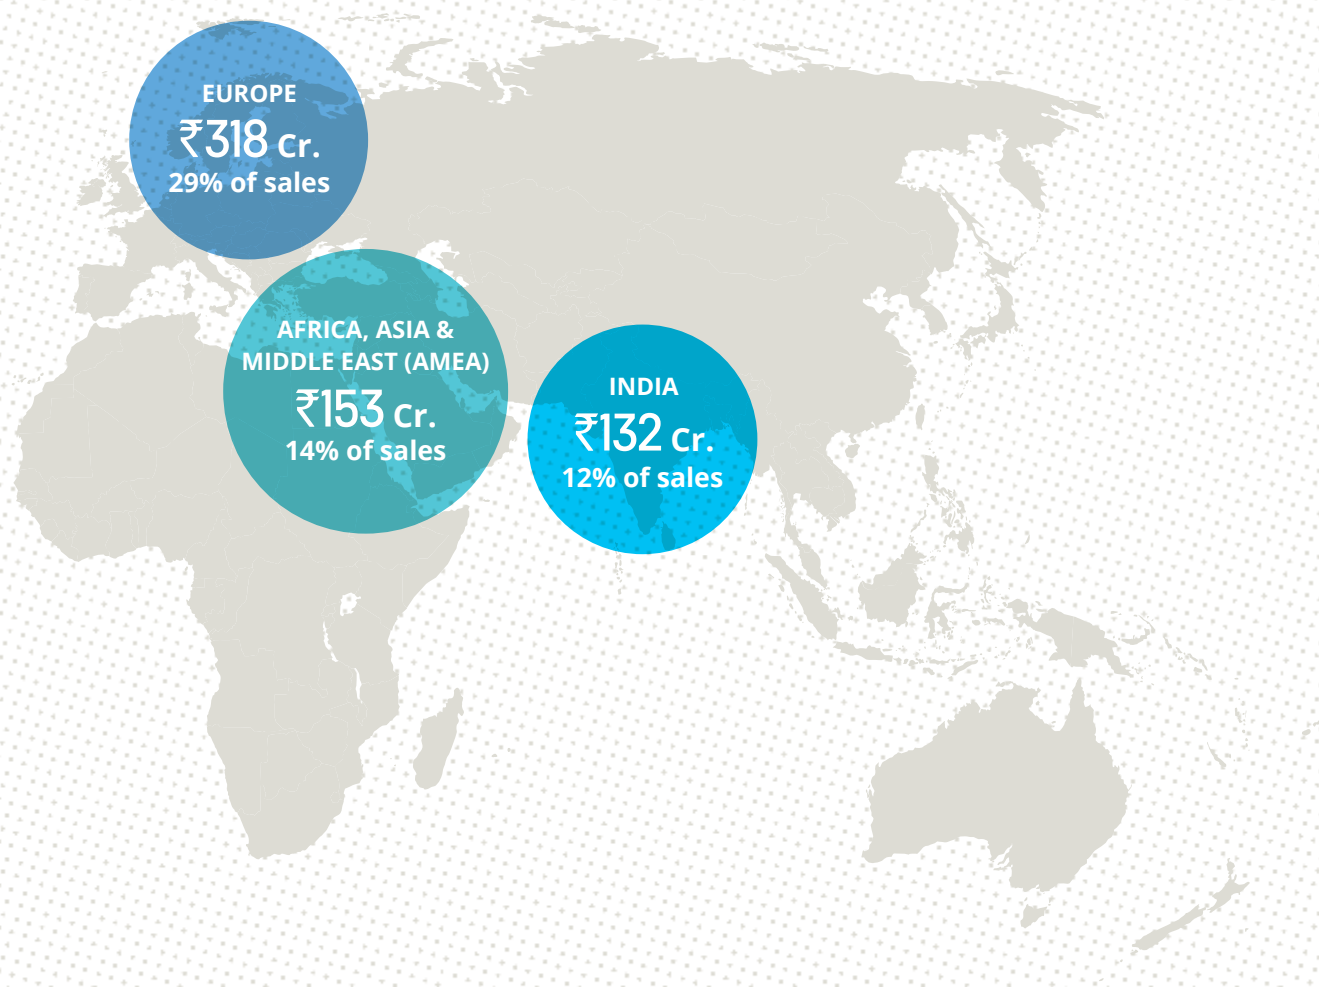 EUROPE
₹318 Cr.
29% of sales
AFRICA, ASIA &
MIDDLE EAST (AMEA)
₹153 Cr.
14% of sales
INDIA
₹132 Cr.
12% of sales